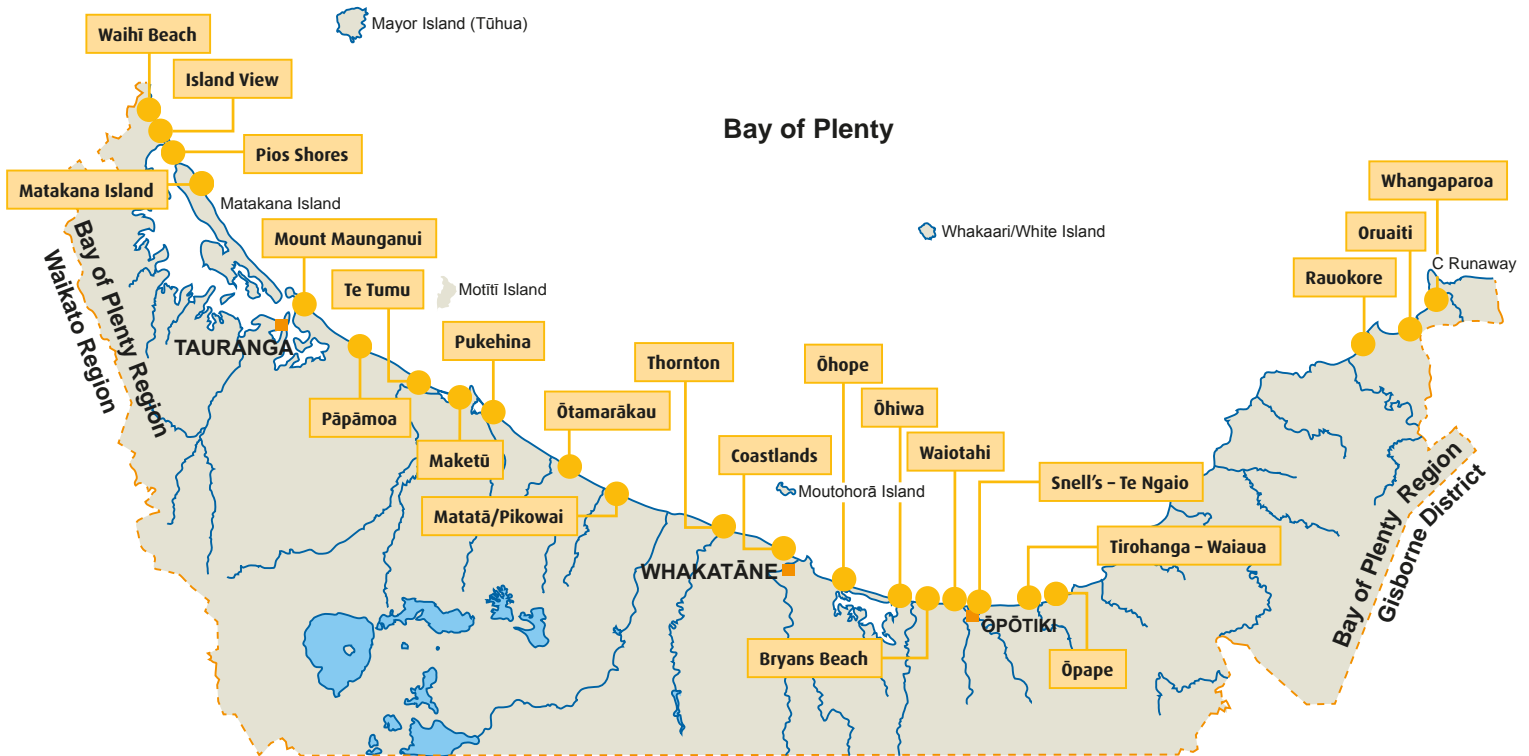 Mayor Island (Tūhua)
Waihī Beach
Island View
Bay of Plenty
Pios Shores
Matakana Island
Matakana Island
Whangaparoa
Oruaiti
Whakaari/White Island
Mount Maunganui
Rauokore
C Runaway
Te Tumu
Motītī Island
Bay of Plenty Region
Waikato Region
TAURANGA
Pukehina
Thornton
Ōhope
Ōtamarākau
Ōhiwa
Pāpāmoa
Waiotahi
Maketū
Coastlands
Snell's – Te Ngaio
Moutohorā Island
Matatā/Pikowai
Tirohanga – Waiaua
WHAKATĀNE
Bay of Plenty Region
Gisborne District
ŌPŌTIKI
Bryans Beach
Ōpape